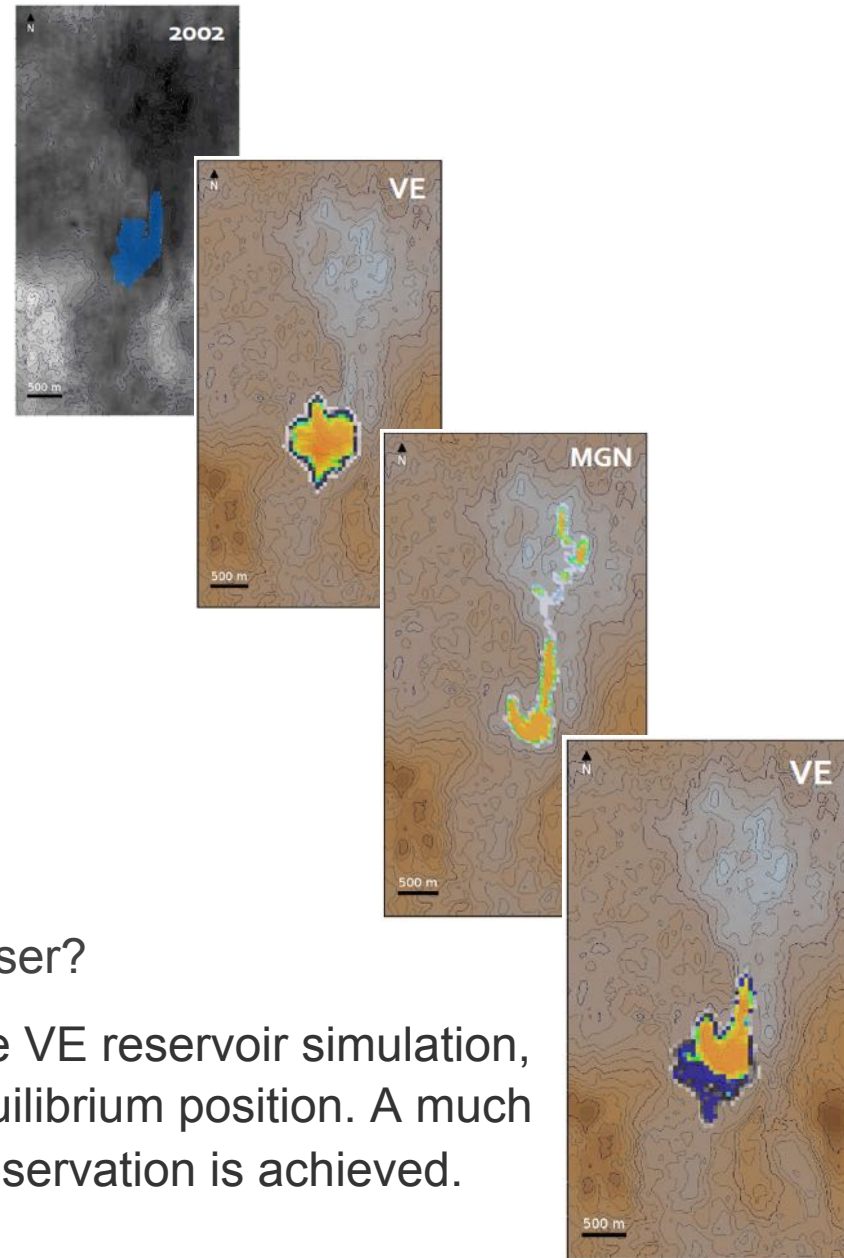 N
2002
500 m
N
VE
500 m
N
MGN
500 m
N
VE
500 m
ser?
e VE reservoir simulation,
uilibrium position. A much
servation is achieved.